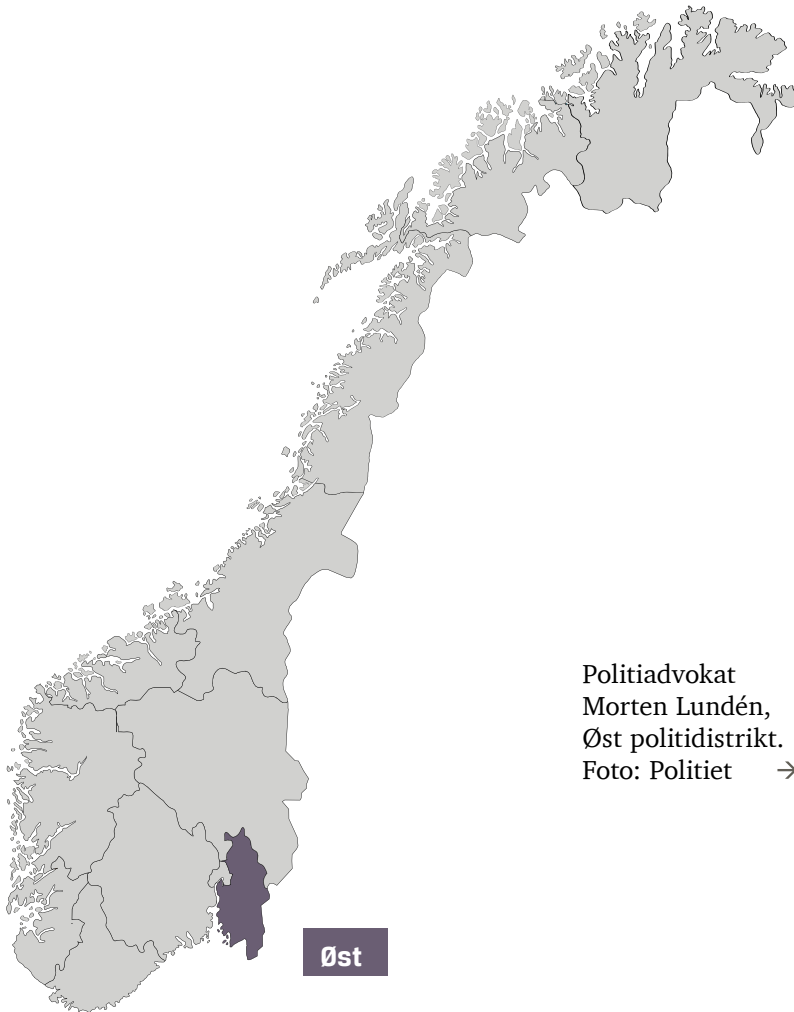 Politiadvokat
Morten Lundén,
Øst politidistrikt.
Foto: Politiet →
Øst